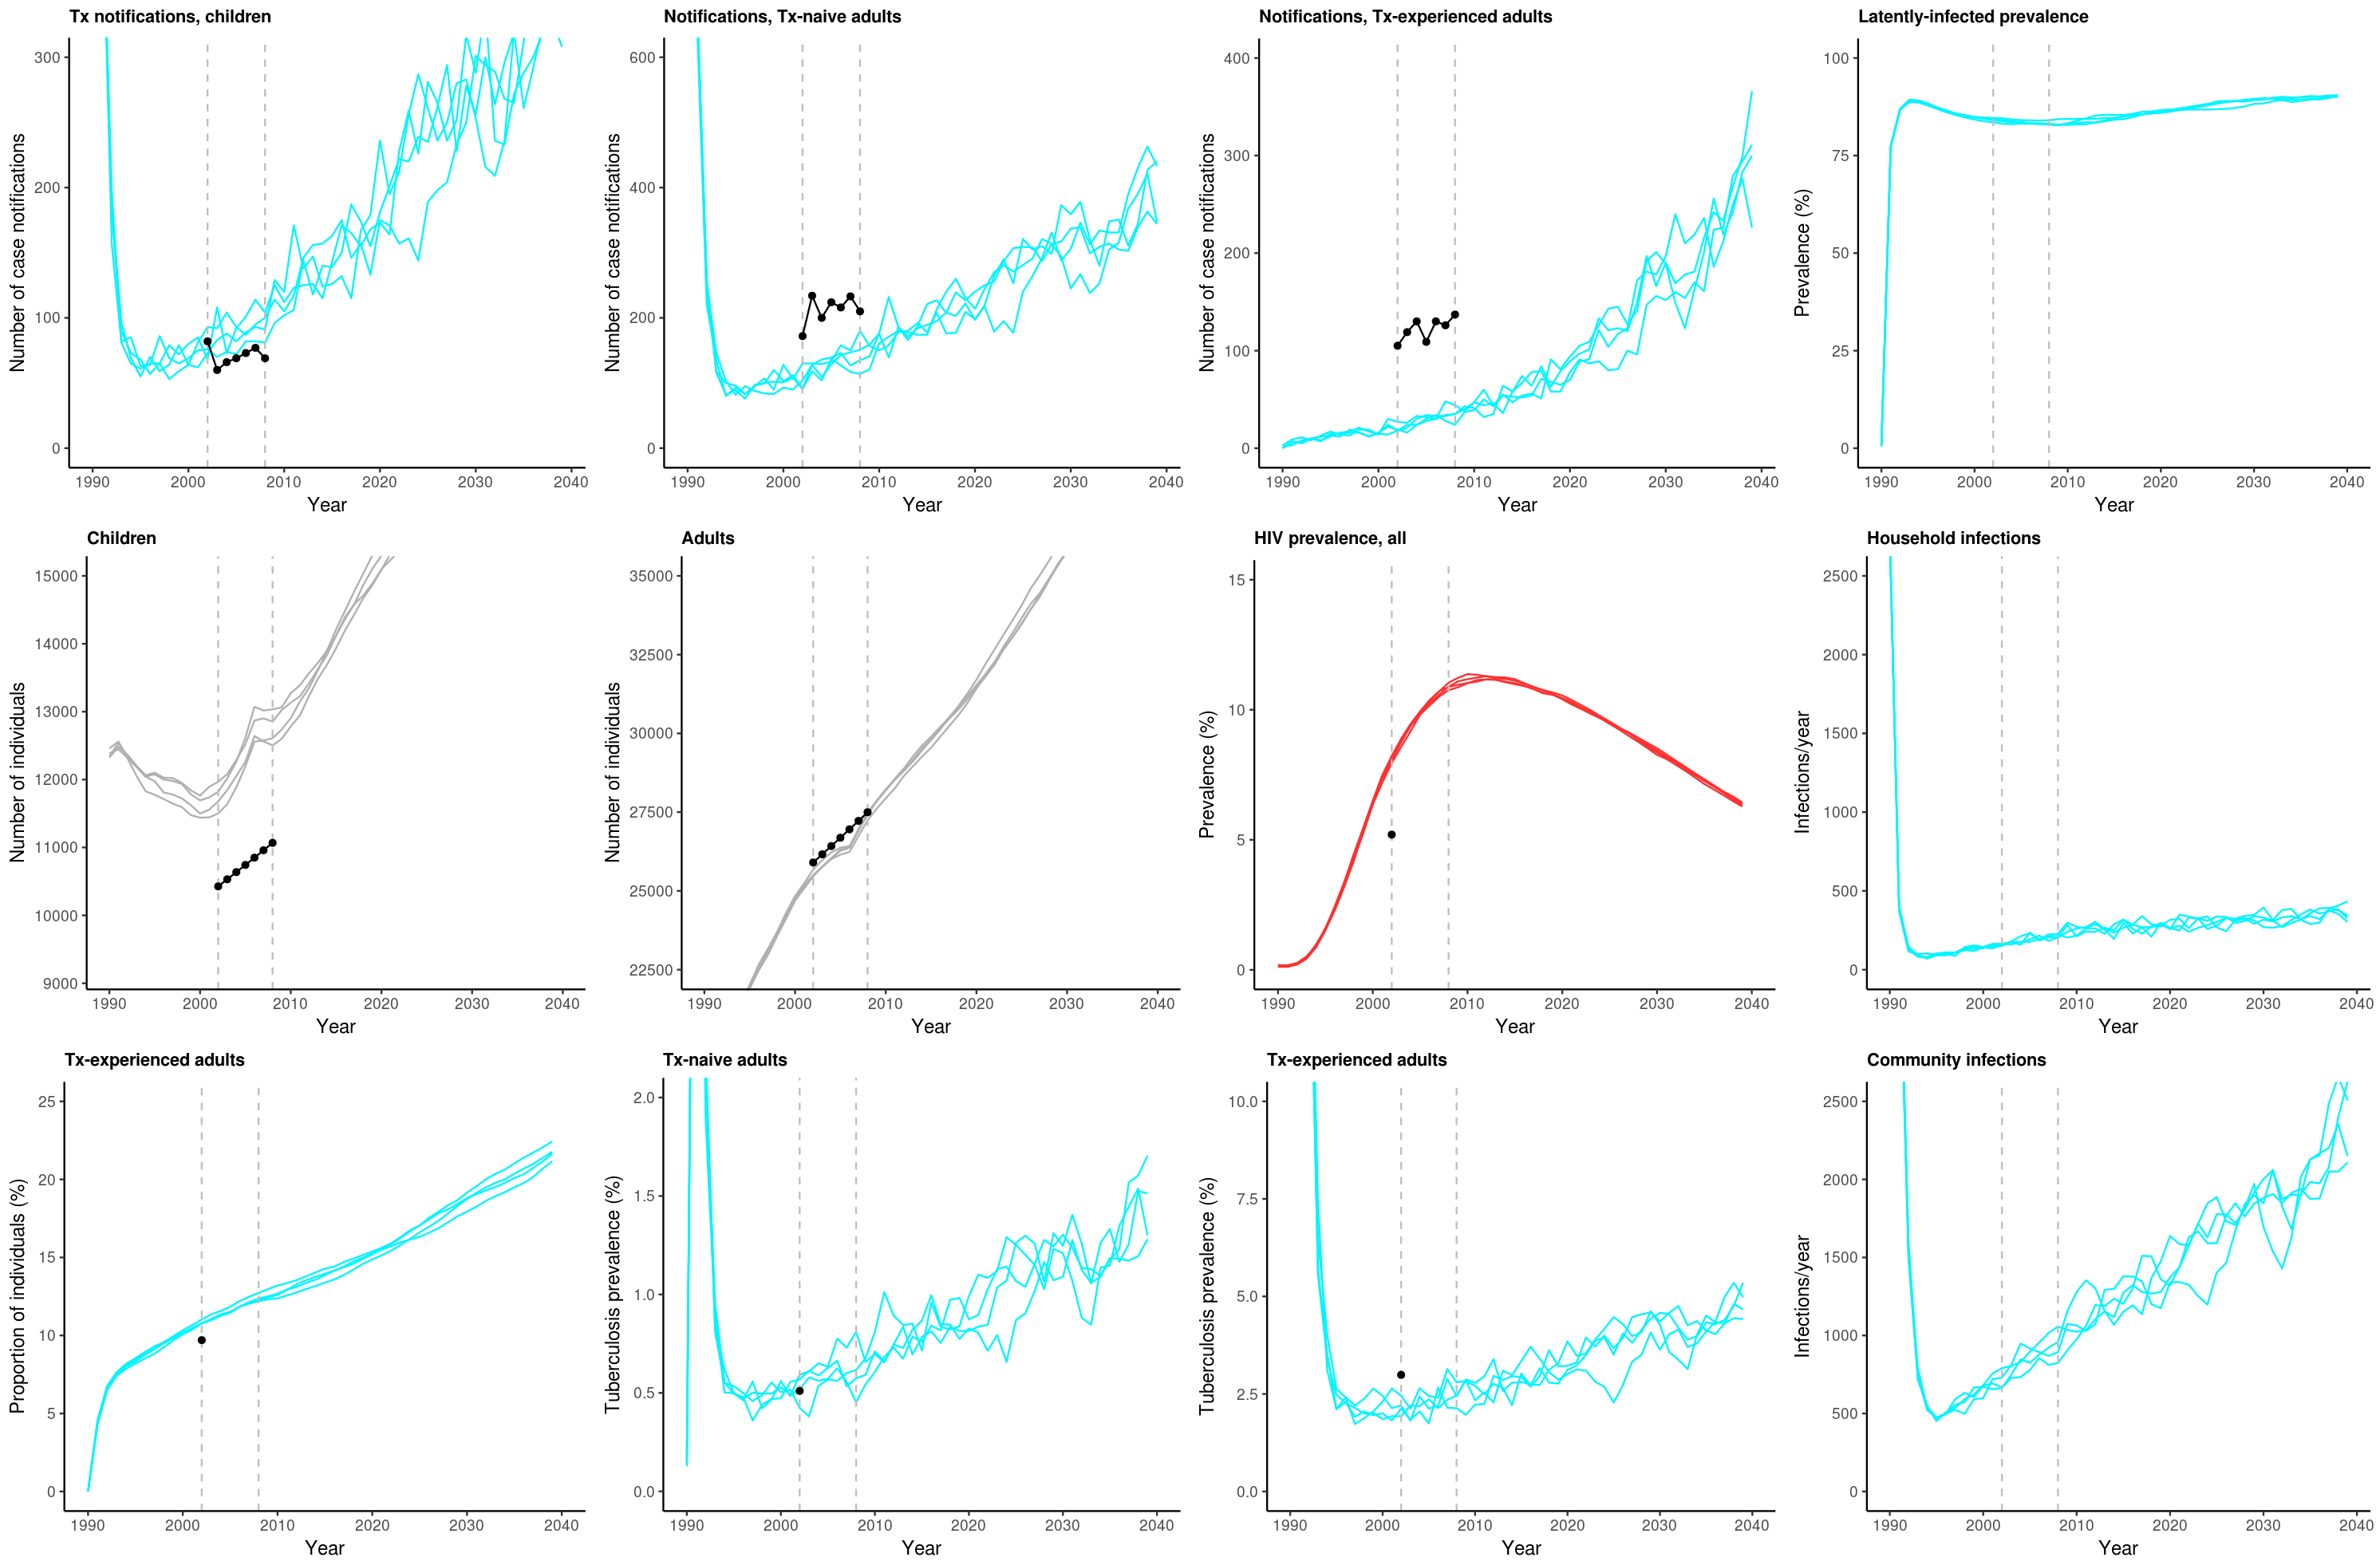 Tx notifications, children
Number of case notifications
300
200
100
0
1990 2000 2010 2020 2030 2040
Year
Notifications, Tx-naive adults
Number of case notifications
600
400
200
0
1990 2000 2010 2020 2030 2040
Year
Notifications, Tx-experienced adults
Number of case notifications
400
300
200
100
0
1990 2000 2010 2020 2030 2040
Year
Latently-infected prevalence
Prevalence (%)
100
75
50
25
0
1990 2000 2010 2020 2030 2040
Year
Children
Number of individuals
15000
14000
13000
12000
11000
10000
9000
1990 2000 2010 2020 2030 2040
Year
Adults
Number of individuals
35000
32500
30000
27500
25000
22500
1990 2000 2010 2020 2030 2040
Year
HIV prevalence, all
Prevalence (%)
15
10
5
0
1990 2000 2010 2020 2030 2040
Year
Household infections
Infections/year
2500
2000
1500
1000
500
0
1990 2000 2010 2020 2030 2040
Year
Tx-experienced adults
Proportion of individuals (%)
25
20
15
10
5
0
1990 2000 2010 2020 2030 2040
Year
Tx-naive adults
Tuberculosis prevalence (%)
2.0
1.5
1.0
0.5
0.0
1990 2000 2010 2020 2030 2040
Year
Tx-experienced adults
Tuberculosis prevalence (%)
10.0
7.5
5.0
2.5
0.0
1990 2000 2010 2020 2030 2040
Year
Community infections
Infections/year
2500
2000
1500
1000
500
0
1990 2000 2010 2020 2030 2040
Year